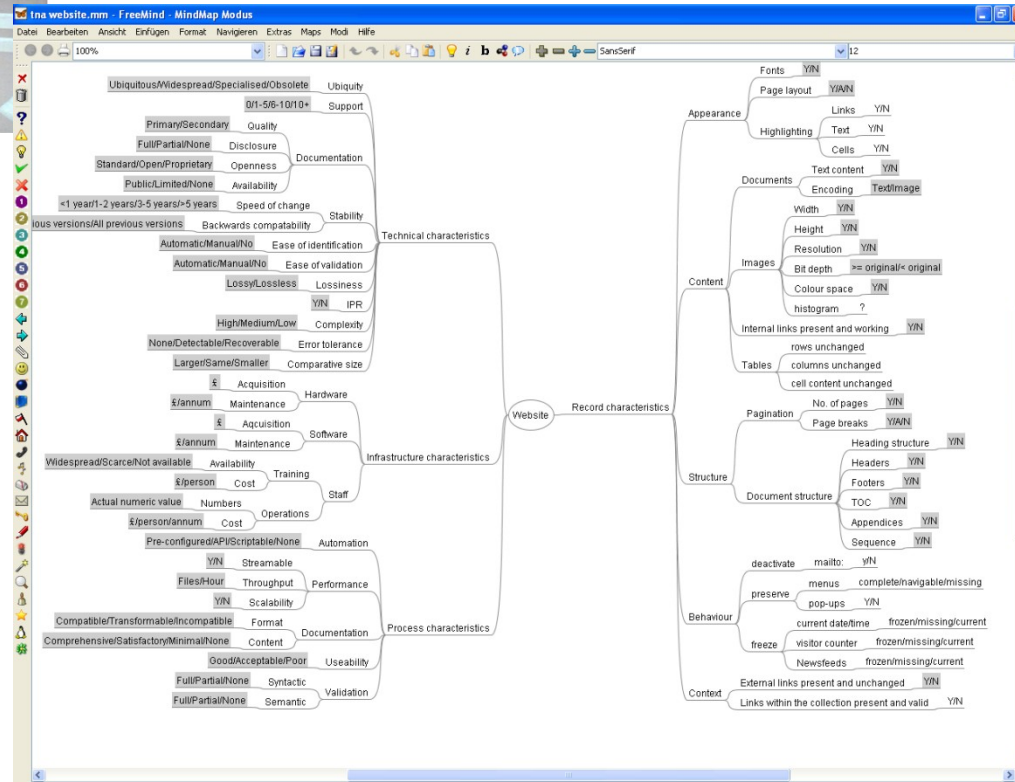 tna website.mm - FreeMind - MindMap Modus
Datei Bearbeiten Ansicht Einfügen Format Navigieren Extras Maps Modi Hilfe
100% i b SansSerif 12
Ubiquitous/Widespread/Specialised/Obsolete Ubiquity
0/1-5/6-10/10+ Support
Primary/Secondary Quality
Full/Partial/None Disclosure
Documentation
Standard/Open/Proprietary Openness
Public/Limited/None Availability
<1 year/1-2 years/3-5 years/>5 years Speed of change
Stability
ious versions/All previous versions Backwards compatability
Technical characteristics
Automatic/Manual/No Ease of identification
Automatic/Manual/No Ease of validation
Lossy/Lossless Lossiness
Y/N IPR
High/Medium/Low Complexity
None/Detectable/Recoverable Error tolerance
Larger/Same/Smaller Comparative size
£ Acquisition
Hardware
£/annum Maintenance
£ Aqcuisition
Software
£/annum Maintenance
Infrastructure characteristics
Widespread/Scarce/Not available Availability
Training
£/person Cost
Staff
Actual numeric value Numbers
Operations
£/person/annum Cost
Pre-configured/API/Scriptable/None Automation
Y/N Streamable
Files/Hour Throughput Performance
Y/N Scalability
Compatible/Transformable/Incompatible Format
Documentation Process characteristics
Comprehensive/Satisfactory/Minimal/None Content
Good/Acceptable/Poor Useability
Full/Partial/None Syntactic
Validation
Full/Partial/None Semantic
Website
Record characteristics
Fonts Y/N
Page layout Y/A/N
Appearance
Links Y/N
Highlighting Text Y/N
Cells Y/N
Text content Y/N
Documents
Encoding Text/Image
Width Y/N
Height Y/N
Resolution Y/N
Images
Bit depth >= original/< original
Content
Colour space Y/N
histogram ?
Internal links present and working Y/N
rows unchanged
Tables columns unchanged
cell content unchanged
No. of pages Y/N
Pagination
Page breaks Y/A/N
Heading structure Y/N
Headers Y/N
Structure
Footers Y/N
Document structure
TOC Y/N
Appendices Y/N
Sequence Y/N
deactivate mailto: y/N
menus complete/navigable/missing
preserve
pop-ups Y/N
Behaviour
current date/time frozen/missing/current
freeze visitor counter frozen/missing/current
Newsfeeds frozen/missing/current
External links present and unchanged Y/N
Context
Links within the collection present and valid Y/N